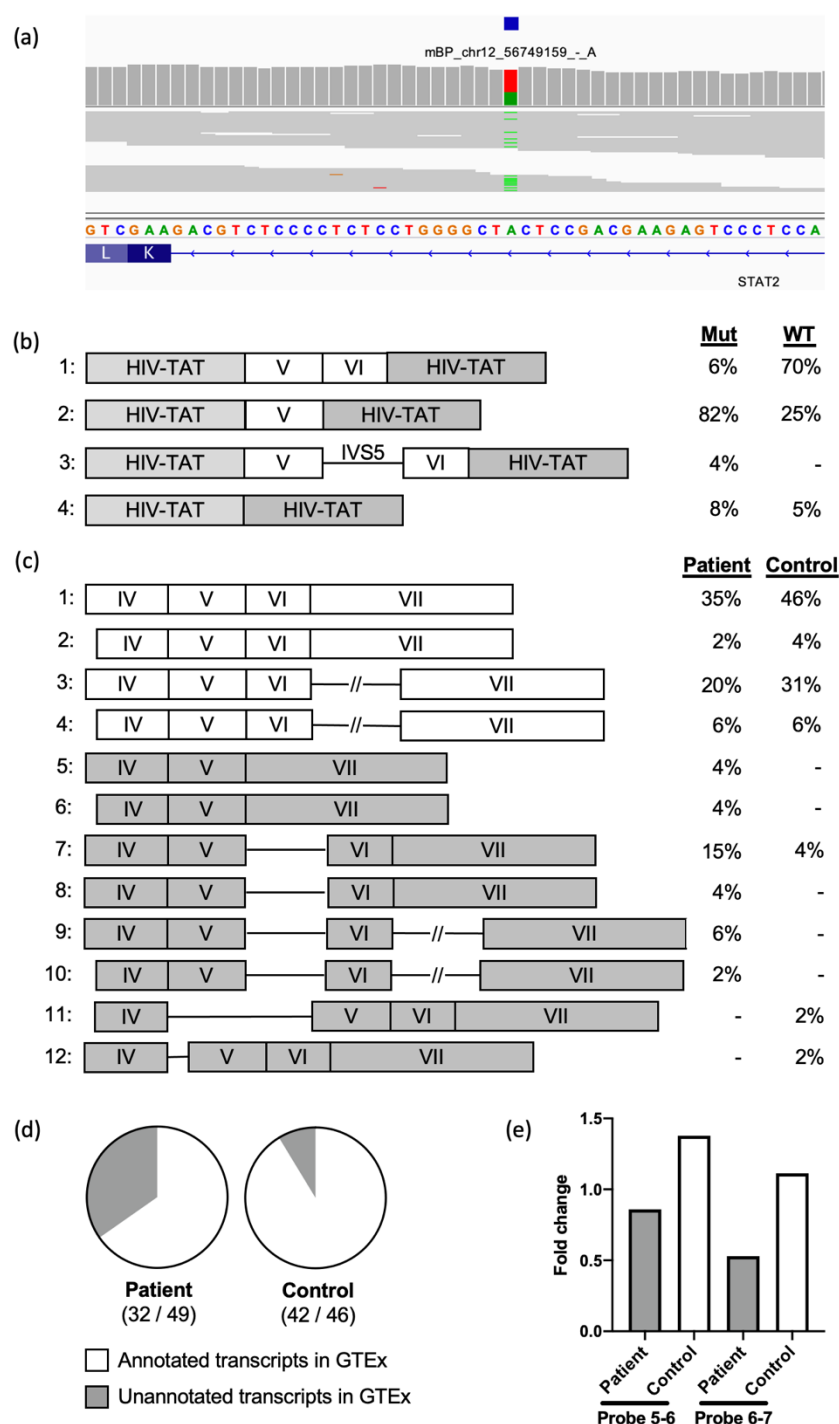 (a)
mBP_chr12_56749159_-_A
G T C G A A G A C G T C T C C C C T C T C C T G G G G C T A C T C C G A C G A A G A G T C C C T C C A
L K
STAT2
(b)
Mut WT
1: HIV-TAT V VI HIV-TAT 6% 70%
2: HIV-TAT V HIV-TAT 82% 25%
3: HIV-TAT V IVS5 VI HIV-TAT 4% -
4: HIV-TAT HIV-TAT 8% 5%
(c)
Patient Control
1: IV V VI VII 35% 46%
2: IV V VI VII 2% 4%
3: IV V VI // VII 20% 31%
4: IV V VI // VII 6% 6%
5: IV V VII 4% -
6: IV V VII 4% -
7: IV V VI VII 15% 4%
8: IV V VI VII 4% -
9: IV V VI // VII 6% -
10: IV V VI // VII 2% -
11: IV V VI VII - 2%
12: IV V VI VII - 2%
(d)
Patient
(32 / 49)
Control
(42 / 46)
Annotated transcripts in GTEx
Unannotated transcripts in GTEx
(e)
Fold change
1.5
1.0
0.5
0.0
Patient Control Patient Control
Probe 5-6 Probe 6-7